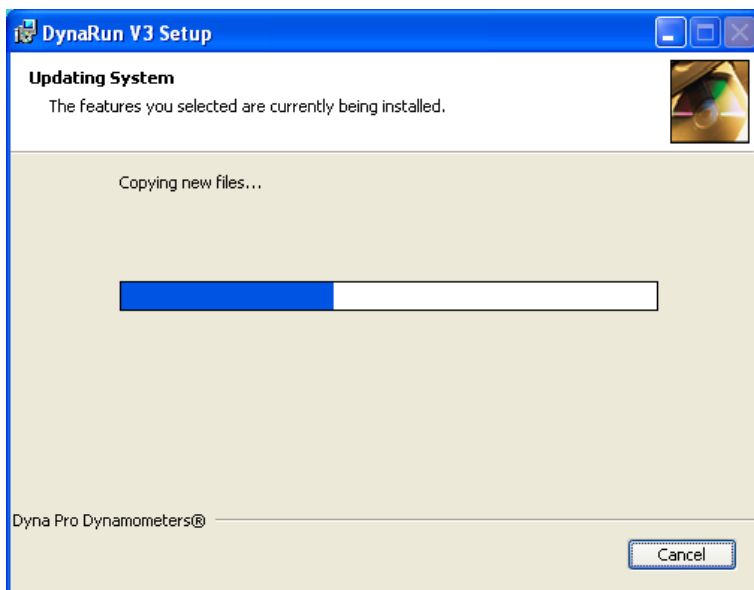 DynaRun V3 Setup
Updating System
The features you selected are currently being installed.
Copying new files...
Dyna Pro Dynamometers®
Cancel